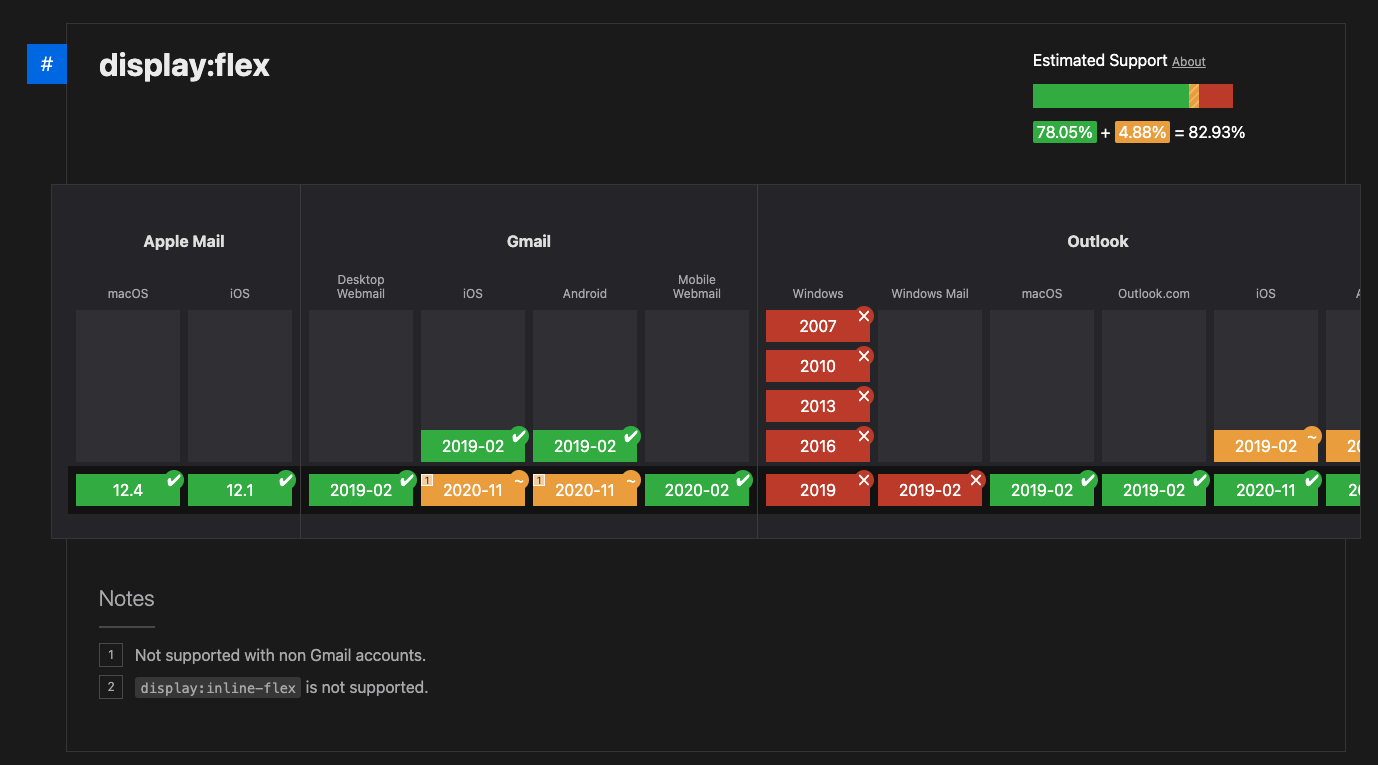 #
display:flex
Estimated Support About
78.05% + 4.88% = 82.93%
Apple Mail
Gmail
Outlook
macOS
iOS
Desktop
Webmail
iOS
Android
Mobile
Webmail
Windows
Windows Mail
macOS
Outlook.com
iOS
2007
2010
2013
2019-02
2019-02
2016
2019-02
12.4
12.1
2019-02
1 2020-11 ~
1 2020-11 ~
2020-02
2019
2019-02
2019-02
2019-02
2020-11
Notes
1 Not supported with non Gmail accounts.
2 display:inline-flex is not supported.